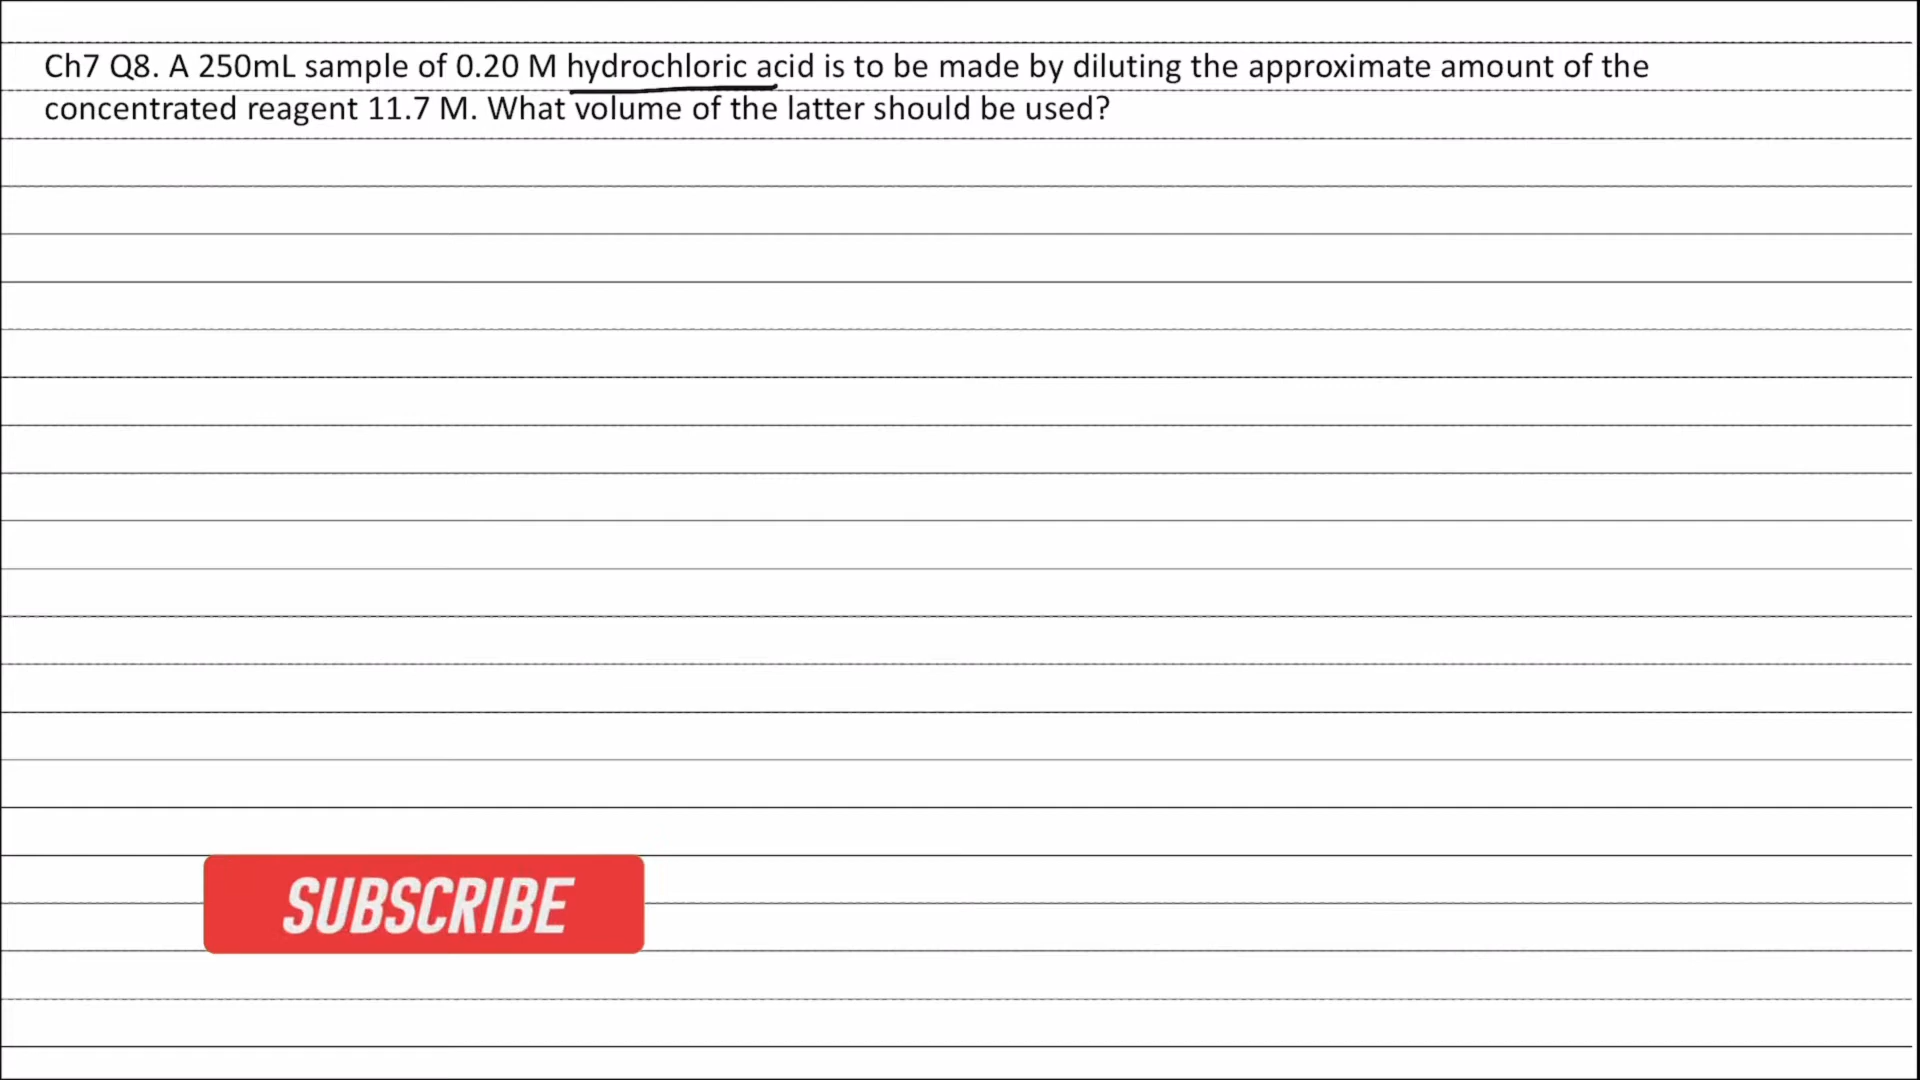 Ch7 Q8. A 250mL sample of 0.20 M hydrochloric acid is to be made by diluting the approximate amount of the
concentrated reagent 11.7 M. What volume of the latter should be used?
SUBSCRIBE